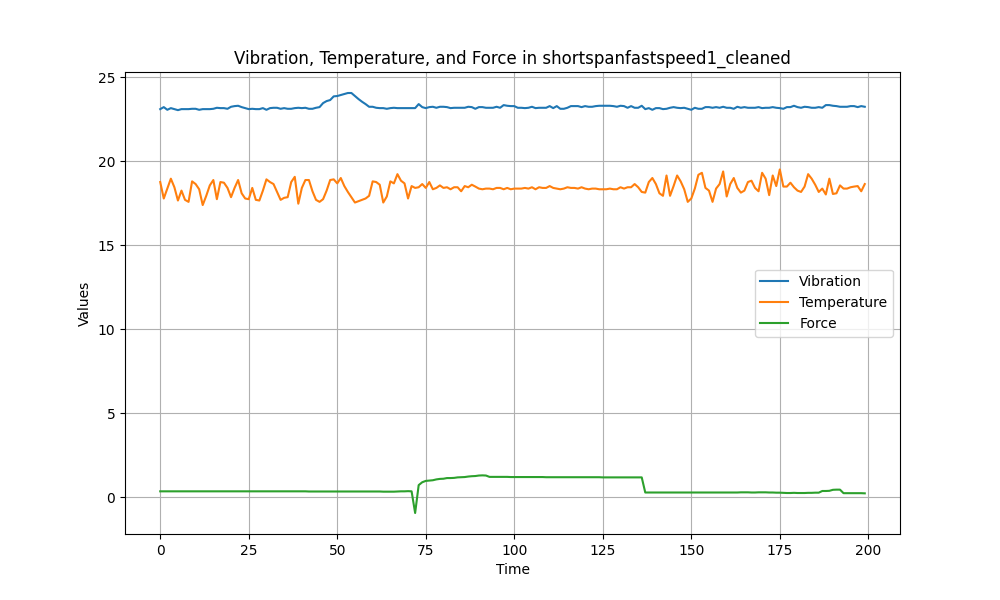 Vibration, Temperature, and Force in shortspanfastspeed1_cleaned
25
20
15
10
5
0
Values
Vibration
Temperature
Force
0 25 50 75 100 125 150 175 200
Time